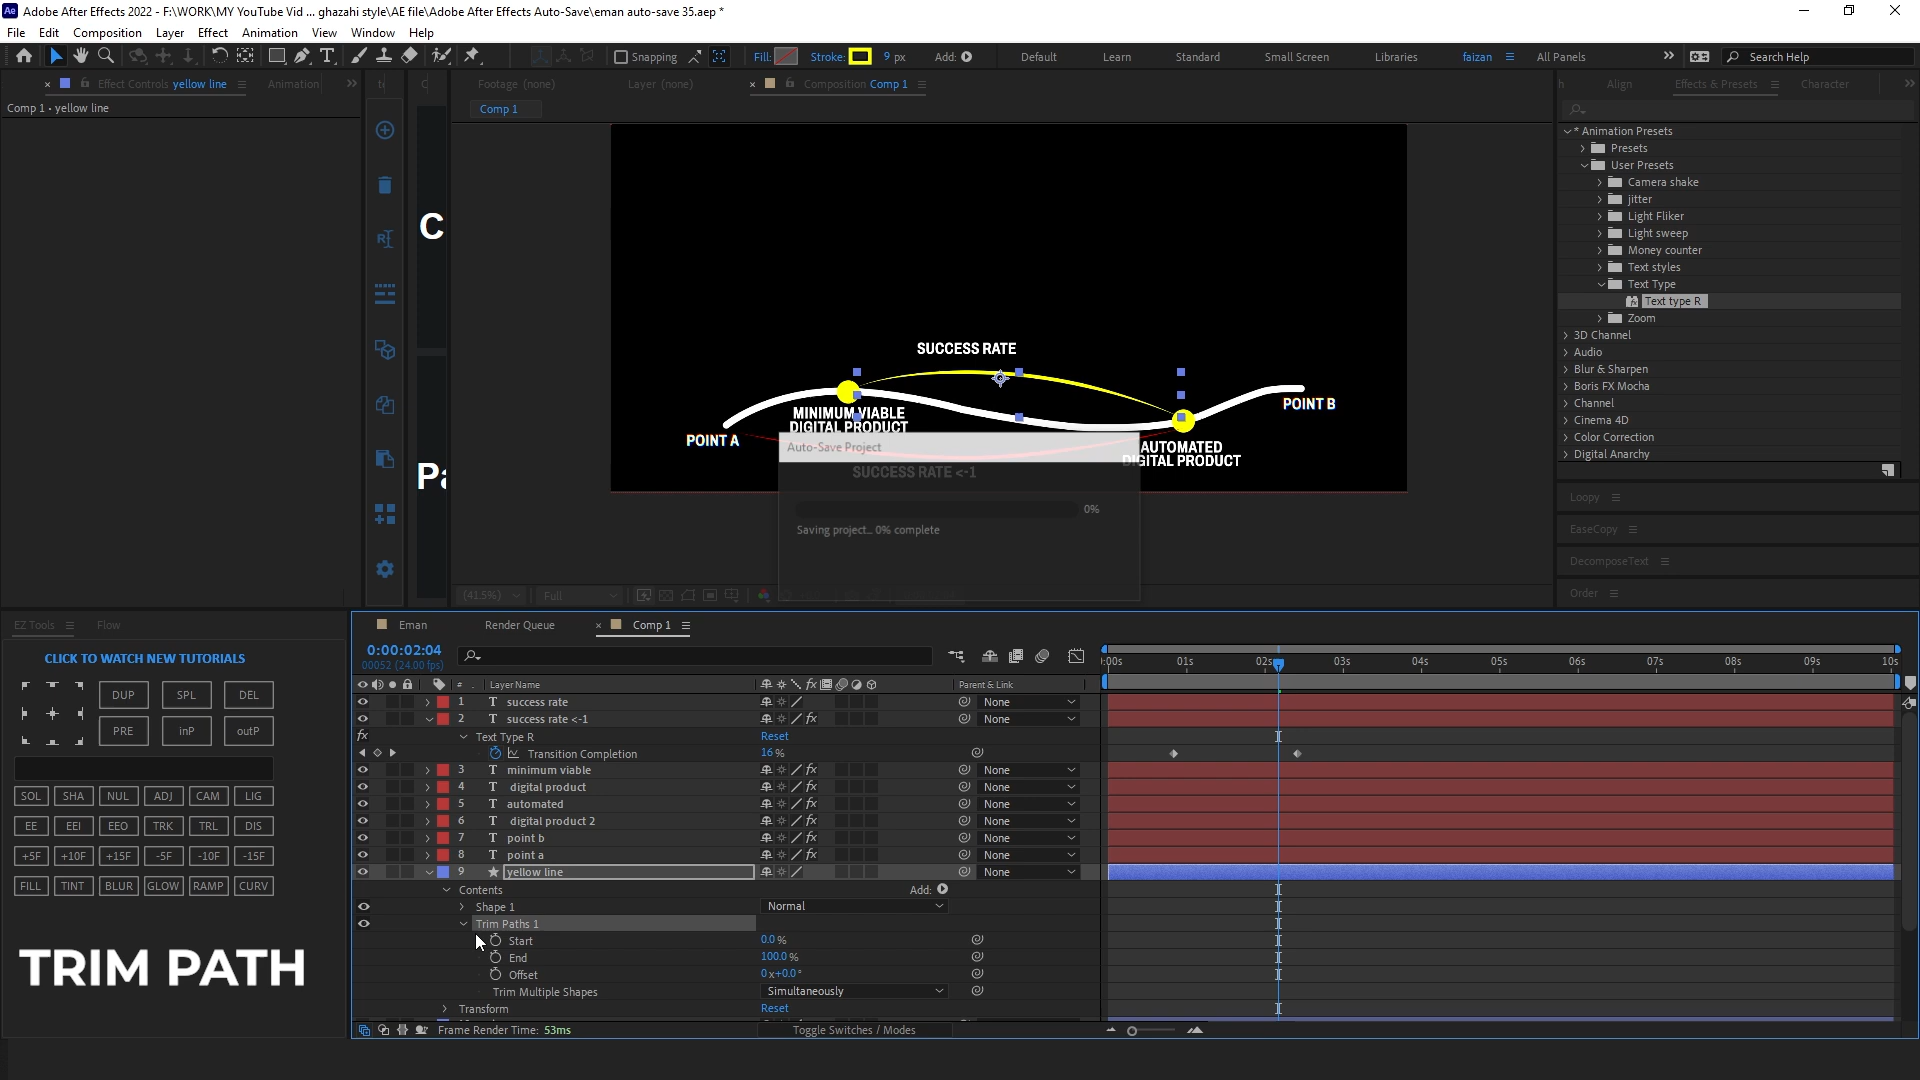 Adobe After Effects 2022 - F:\WORK\MY YouTube Vid ... ghazahi style\AE file\Adobe After Effects Auto-Save\eman auto-save 35.aep *
File Edit Composition Layer Effect Animation View Window Help
Snapping Fill: Stroke: 9 px Add: Default Learn Standard Small Screen Libraries faizan All Panels Search Help
Effect Controls yellow line Animation
Footage (none) Layer (none) Composition Comp 1
Align Effects & Presets Character
Comp 1 • yellow line
Comp 1
* Animation Presets
Presets
User Presets
Camera shake
jitter
Light Fliker
Light sweep
Money counter
Text styles
Text Type
Text type R
Zoom
3D Channel
Audio
Blur & Sharpen
Boris FX Mocha
Channel
Cinema 4D
Color Correction
Digital Anarchy
Loopy
EaseCopy
DecomposeText
Order
C
SUCCESS RATE
MINIMUM VIABLE
DIGITAL PRODUCT
POINT A
POINT B
AUTOMATED
DIGITAL PRODUCT
Auto-Save Project
SUCCESS RATE <-1
0%
Saving project... 0% complete
(41.5%) Full
EZ Tools Flow
CLICK TO WATCH NEW TUTORIALS
DUP SPL DEL
PRE inP outP
SOL SHA NUL ADJ CAM LIG
EE EEI EEO TRK TRL DIS
+5F +10F +15F -5F -10F -15F
FILL TINT BLUR GLOW RAMP CURV
TRIM PATH
Eman Render Queue Comp 1
0:00:02:04
00052 (24.00 fps)
:00s 01s 02s 03s 04s 05s 06s 07s 08s 09s 10s
# Layer Name Parent & Link
1 T success rate None
2 T success rate <-1 None
Text Type R Reset
Transition Completion 16 %
3 T minimum viable None
4 T digital product None
5 T automated None
6 T digital product 2 None
7 T point b None
8 T point a None
9 yellow line None
Contents Add:
Shape 1 Normal
Trim Paths 1
Start 0.0 %
End 100.0 %
Offset 0 x+0.0 °
Trim Multiple Shapes Simultaneously
Transform Reset
Frame Render Time: 53ms Toggle Switches / Modes